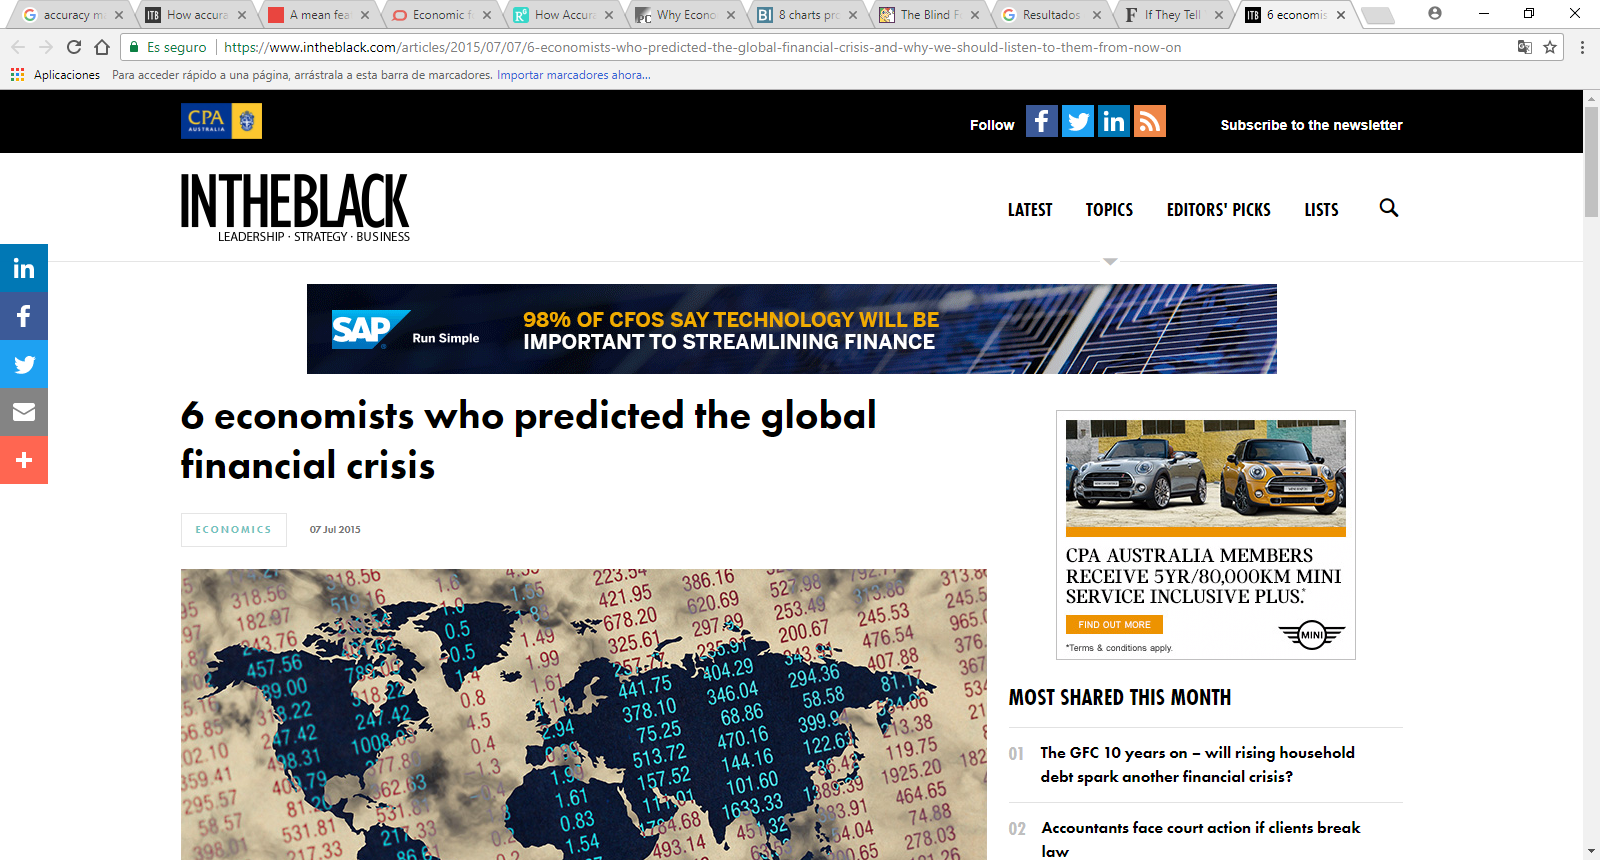 accuracy m
How accura
A mean fea
Economic f
How Accura
Why Econo
8 charts pro
The Blind F
Resultados
If They Tell
6 economis
Es seguro
https://www.intheblack.com/articles/2015/07/07/6-economists-who-predicted-the-global-financial-crisis-and-why-we-should-listen-to-them-from-now-on
Aplicaciones
Para acceder rápido a una página, arrástrala a esta barra de marcadores.
Importar marcadores ahora...
CPA
AUSTRALIA
Follow
Subscribe to the newsletter
INTHEBLACK
LEADERSHIP · STRATEGY · BUSINESS
LATEST
TOPICS
EDITORS' PICKS
LISTS
SAP
Run Simple
98% OF CFOS SAY TECHNOLOGY WILL BE
IMPORTANT TO STREAMLINING FINANCE
6 economists who predicted the global
financial crisis
ECONOMICS
07 Jul 2015
CPA AUSTRALIA MEMBERS
RECEIVE 5YR/80,000KM MINI
SERVICE INCLUSIVE PLUS.*
FIND OUT MORE
MINI
*Terms & conditions apply.
MOST SHARED THIS MONTH
01 The GFC 10 years on – will rising household
debt spark another financial crisis?
02 Accountants face court action if clients break
law